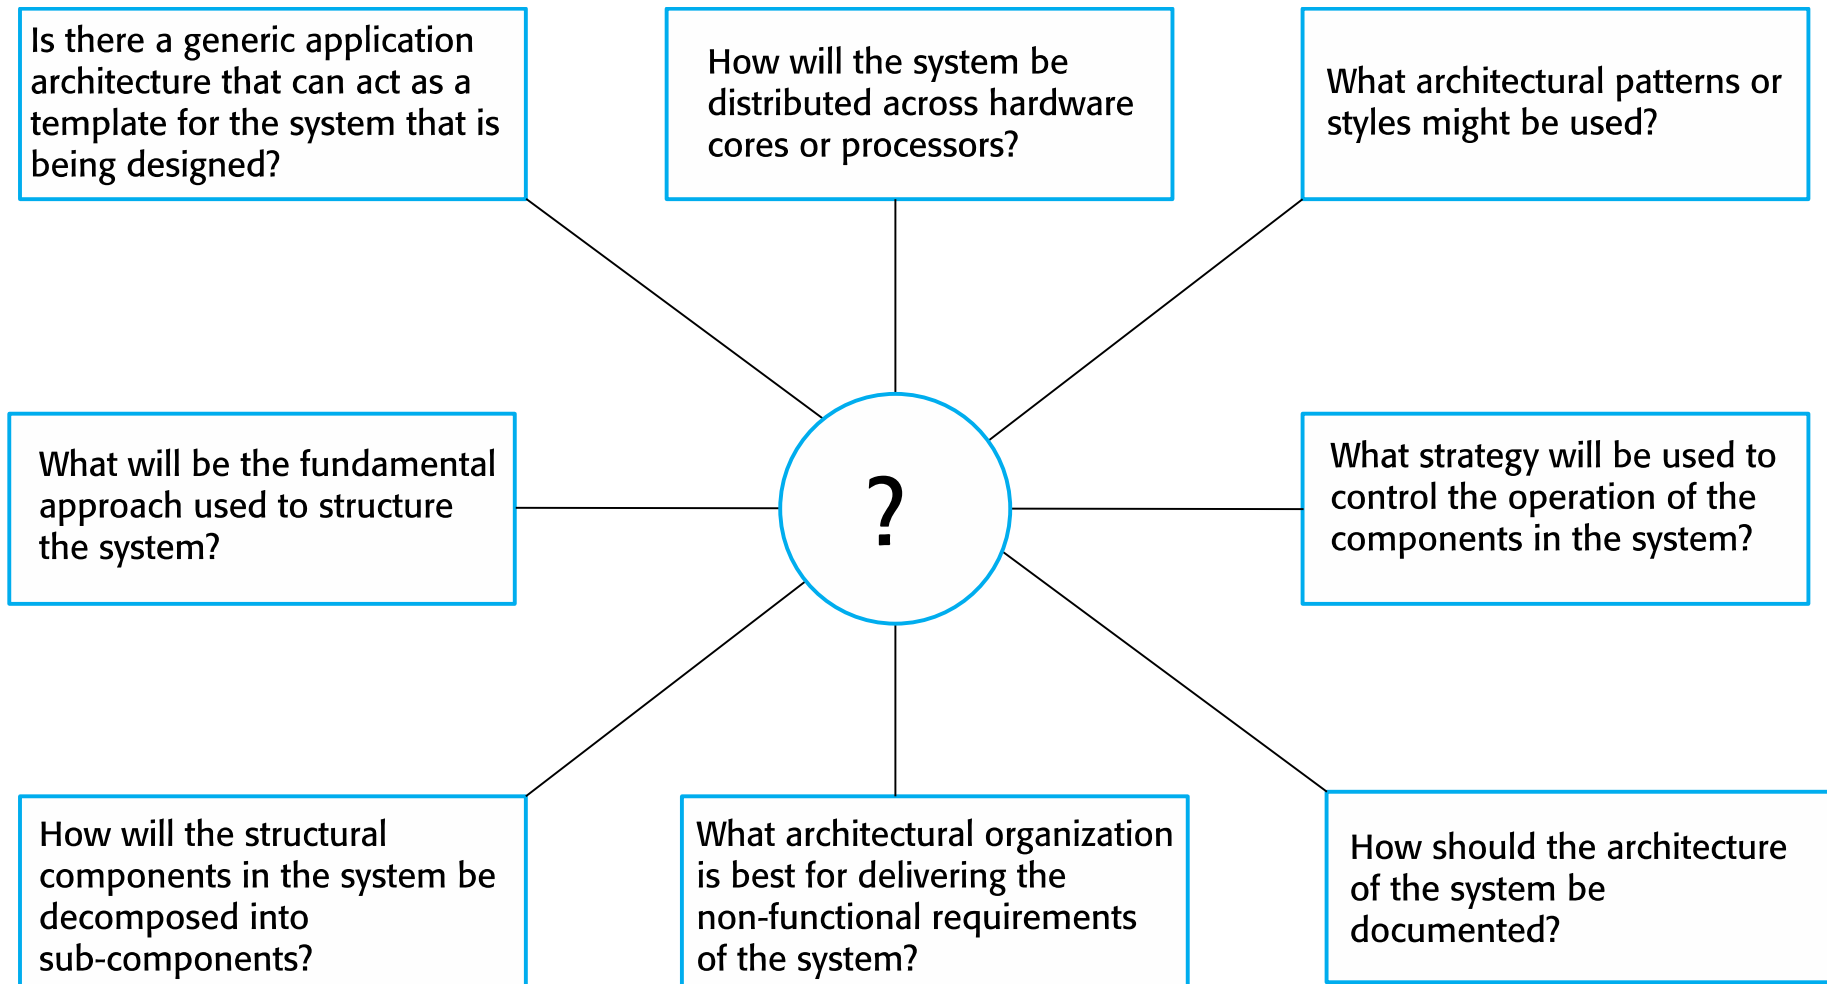 Is there a generic application
architecture that can act as a
template for the system that is
being designed?
How will the system be
distributed across hardware
cores or processors?
What architectural patterns or
styles might be used?
What will be the fundamental
approach used to structure
the system?
?
What strategy will be used to
control the operation of the
components in the system?
How will the structural
components in the system be
decomposed into
sub-components?
What architectural organization
is best for delivering the
non-functional requirements
of the system?
How should the architecture
of the system be
documented?